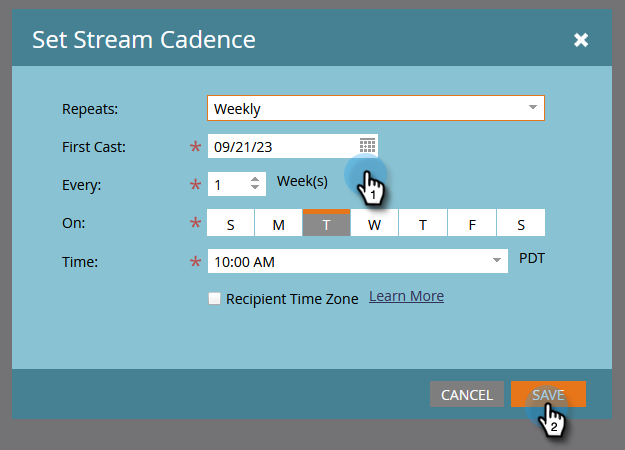 Set Stream Cadence
Repeats: Weekly
First Cast: * 09/21/23
Every: * 1 Week(s)
1
On: * S M T W T F S
Time: * 10:00 AM PDT
Recipient Time Zone Learn More
CANCEL SAVE
2